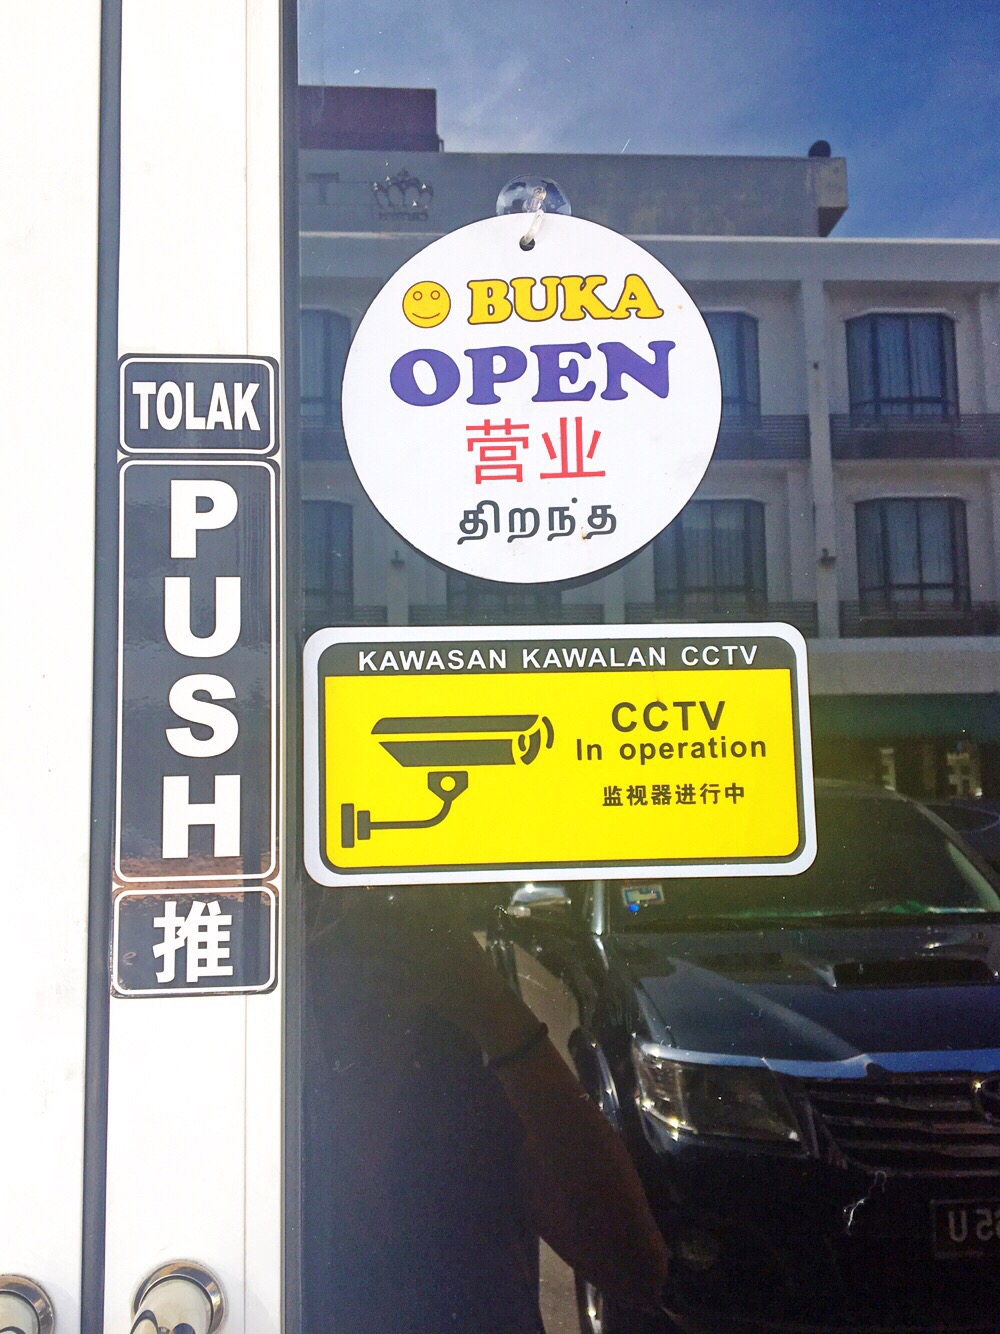 TOLAK
PUSH
推
BUKA
OPEN
营业
திறந்த
KAWASAN KAWALAN CCTV
CCTV
In operation
监视器进行中